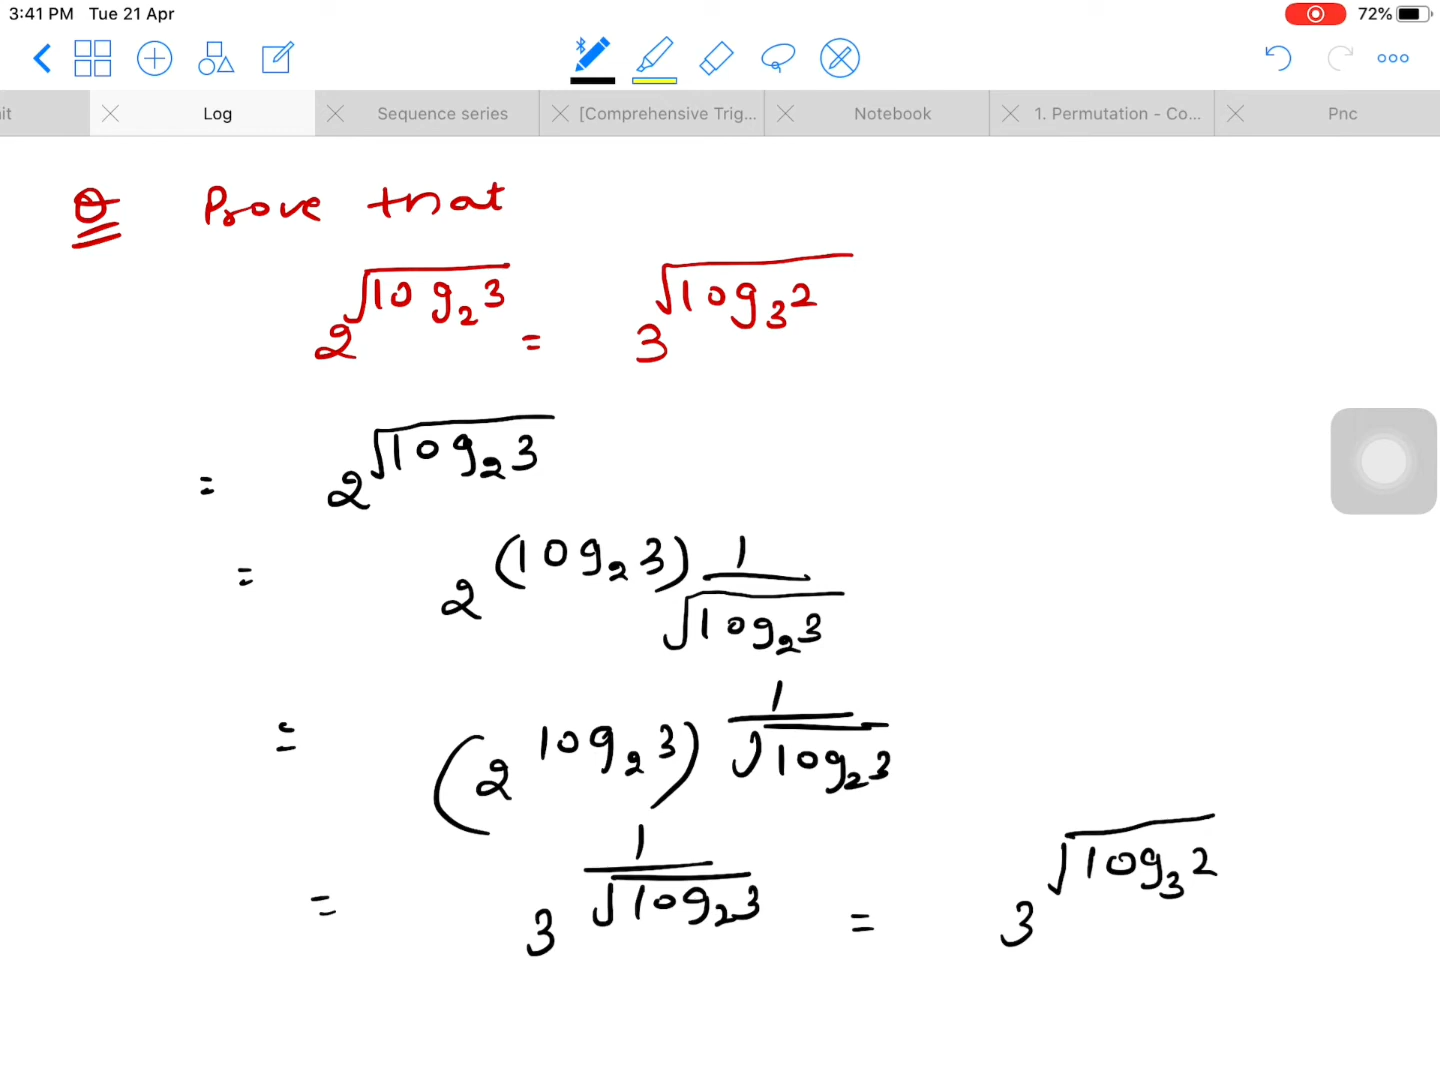 3:41 PM Tue 21 Apr 72%
it Log Sequence series [Comprehensive Trig... Notebook 1. Permutation - Co... Pnc
Q Prove that
2^√(log₂3) = 3^√(log₃2)
= 2^√(log₂3)
= 2^((log₂3) 1/√(log₂3))
= (2^(log₂3))^(1/√(log₂3))
= 3^(1/√(log₂3)) = 3^√(log₃2)